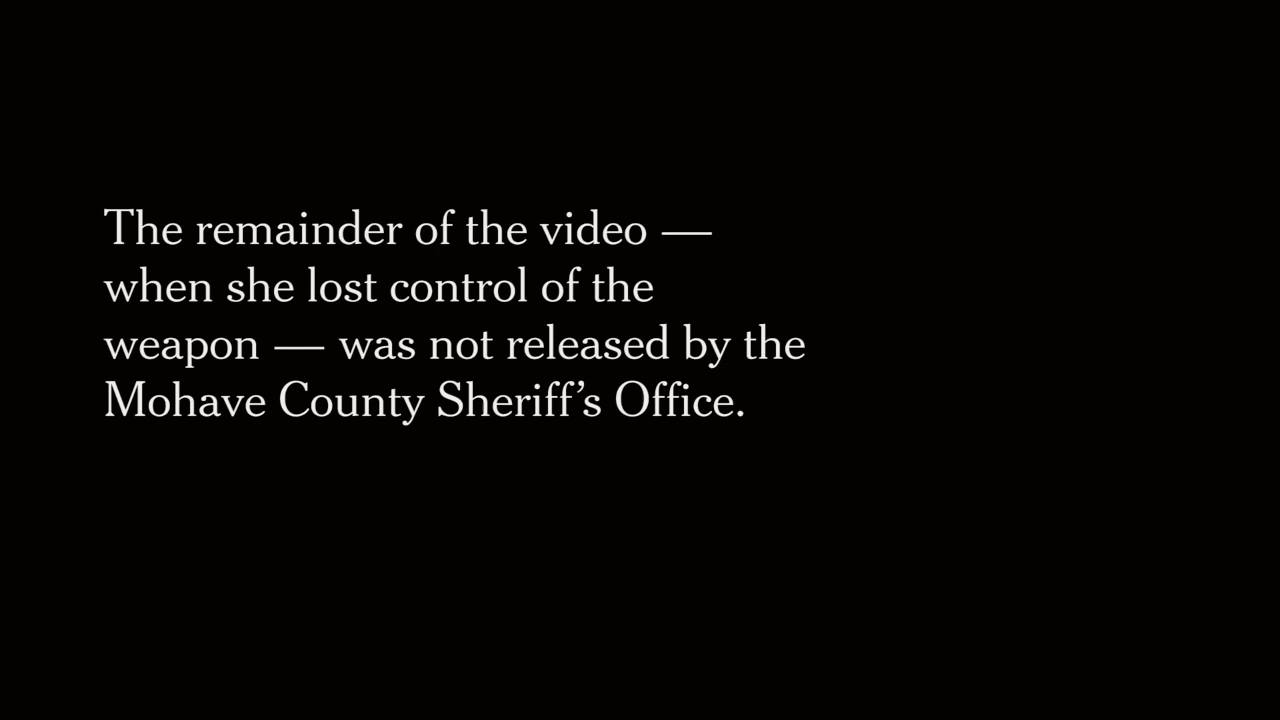 The remainder of the video —
when she lost control of the
weapon — was not released by the
Mohave County Sheriff’s Office.